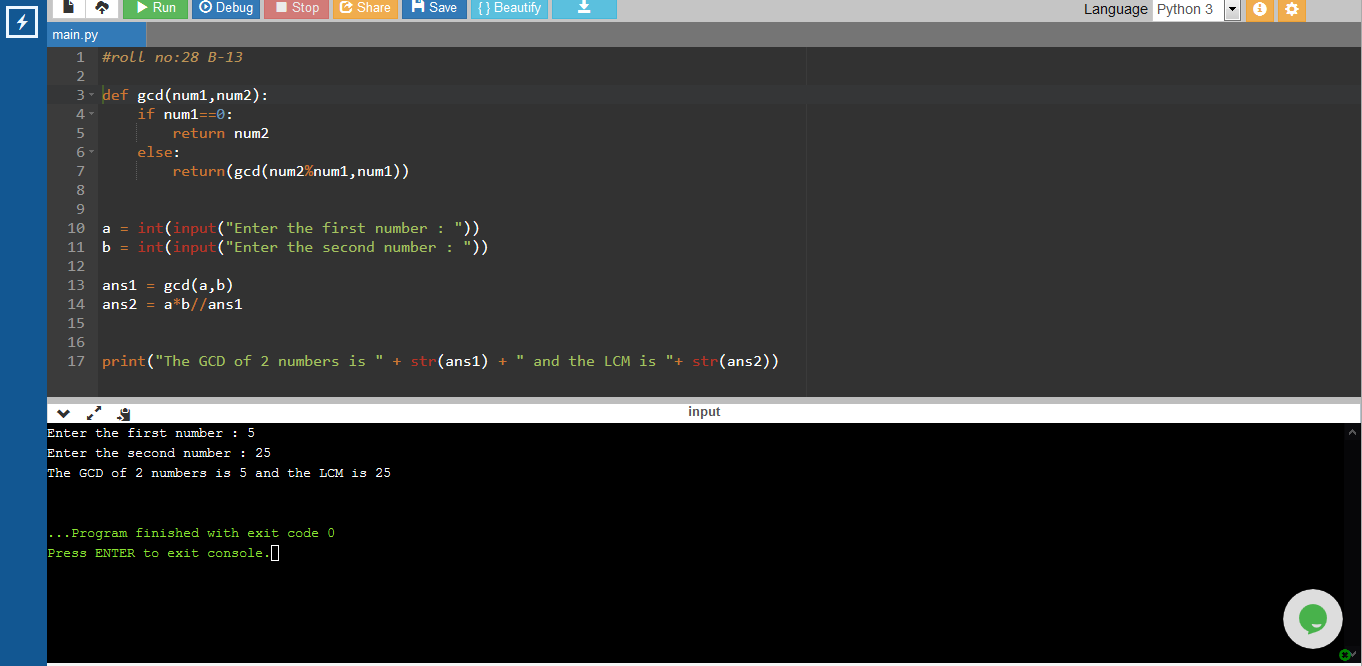 Run Debug Stop Share Save { } Beautify Language Python 3
main.py
1 #roll no:28 B-13
2
3 def gcd(num1,num2):
4     if num1==0:
5         return num2
6     else:
7         return(gcd(num2%num1,num1))
8
9
10 a = int(input("Enter the first number : "))
11 b = int(input("Enter the second number : "))
12
13 ans1 = gcd(a,b)
14 ans2 = a*b//ans1
15
16
17 print("The GCD of 2 numbers is " + str(ans1) + " and the LCM is "+ str(ans2))
input
Enter the first number : 5
Enter the second number : 25
The GCD of 2 numbers is 5 and the LCM is 25
...Program finished with exit code 0
Press ENTER to exit console.